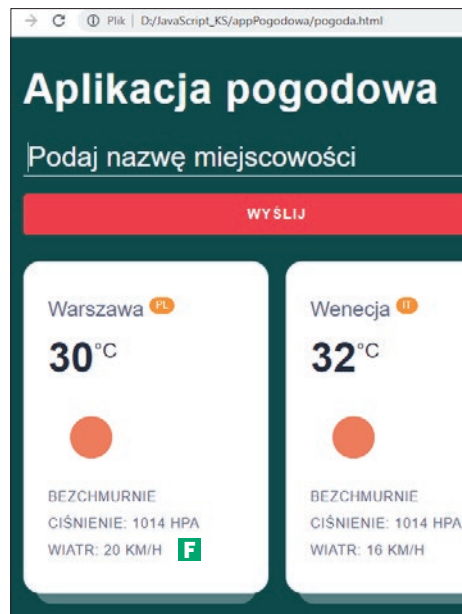 Plik | D:/JavaScript_KS/appPogodowa/pogoda.html
Aplikacja pogodowa
Podaj nazwę miejscowości
WYŚLIJ
Warszawa PL
30°C
BEZCHMURNIE
CIŚNIENIE: 1014 HPA
WIATR: 20 KM/H F
Wenecja IT
32°C
BEZCHMURNIE
CIŚNIENIE: 1014 HPA
WIATR: 16 KM/H